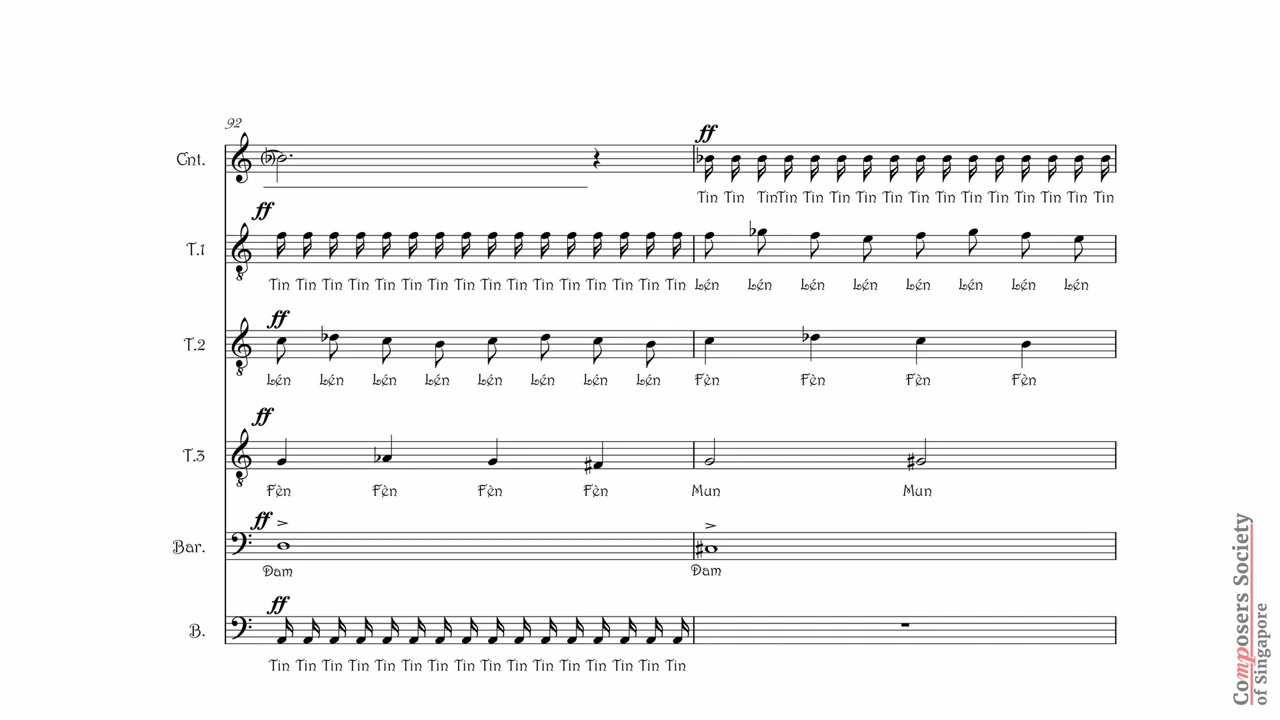 92
Cnt.
ff
Tin Tin Tin Tin Tin Tin Tin Tin Tin Tin Tin Tin Tin Tin Tin Tin
ff
T.1
Tin Tin Tin Tin Tin Tin Tin Tin Tin Tin Tin Tin Tin Tin Tin Tin Lén Lén Lén Lén Lén Lén Lén Lén
ff
T.2
Lén Lén Lén Lén Lén Lén Lén Lén Fèn Fèn Fèn Fèn
ff
T.3
Fèn Fèn Fèn Fèn Mun Mun
ff
Bar.
Dam Dam
ff
B.
Tin Tin Tin Tin Tin Tin Tin Tin Tin Tin Tin Tin Tin Tin Tin Tin
Composers Society
of Singapore